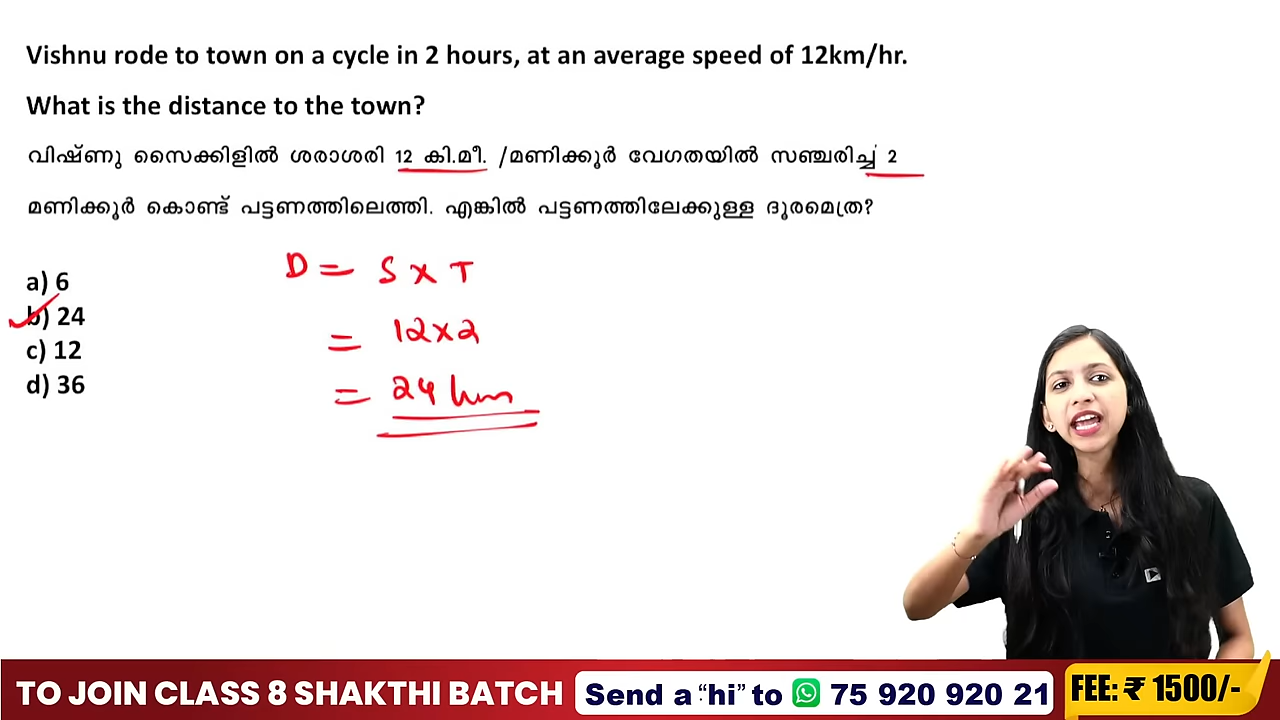 Vishnu rode to town on a cycle in 2 hours, at an average speed of 12km/hr.
What is the distance to the town?
വിഷ്ണു സൈക്കിളിൽ ശരാശരി 12 കി.മീ. /മണിക്കൂർ വേഗതയിൽ സഞ്ചരിച്ച് 2
മണിക്കൂർ കൊണ്ട് പട്ടണത്തിലെത്തി. എങ്കിൽ പട്ടണത്തിലേക്കുള്ള ദൂരമെത്ര?
a) 6
b) 24
c) 12
d) 36
D = S x T
= 12x2
= 24 km
TO JOIN CLASS 8 SHAKTHI BATCH Send a “hi” to 75 920 920 21 FEE: ₹ 1500/-